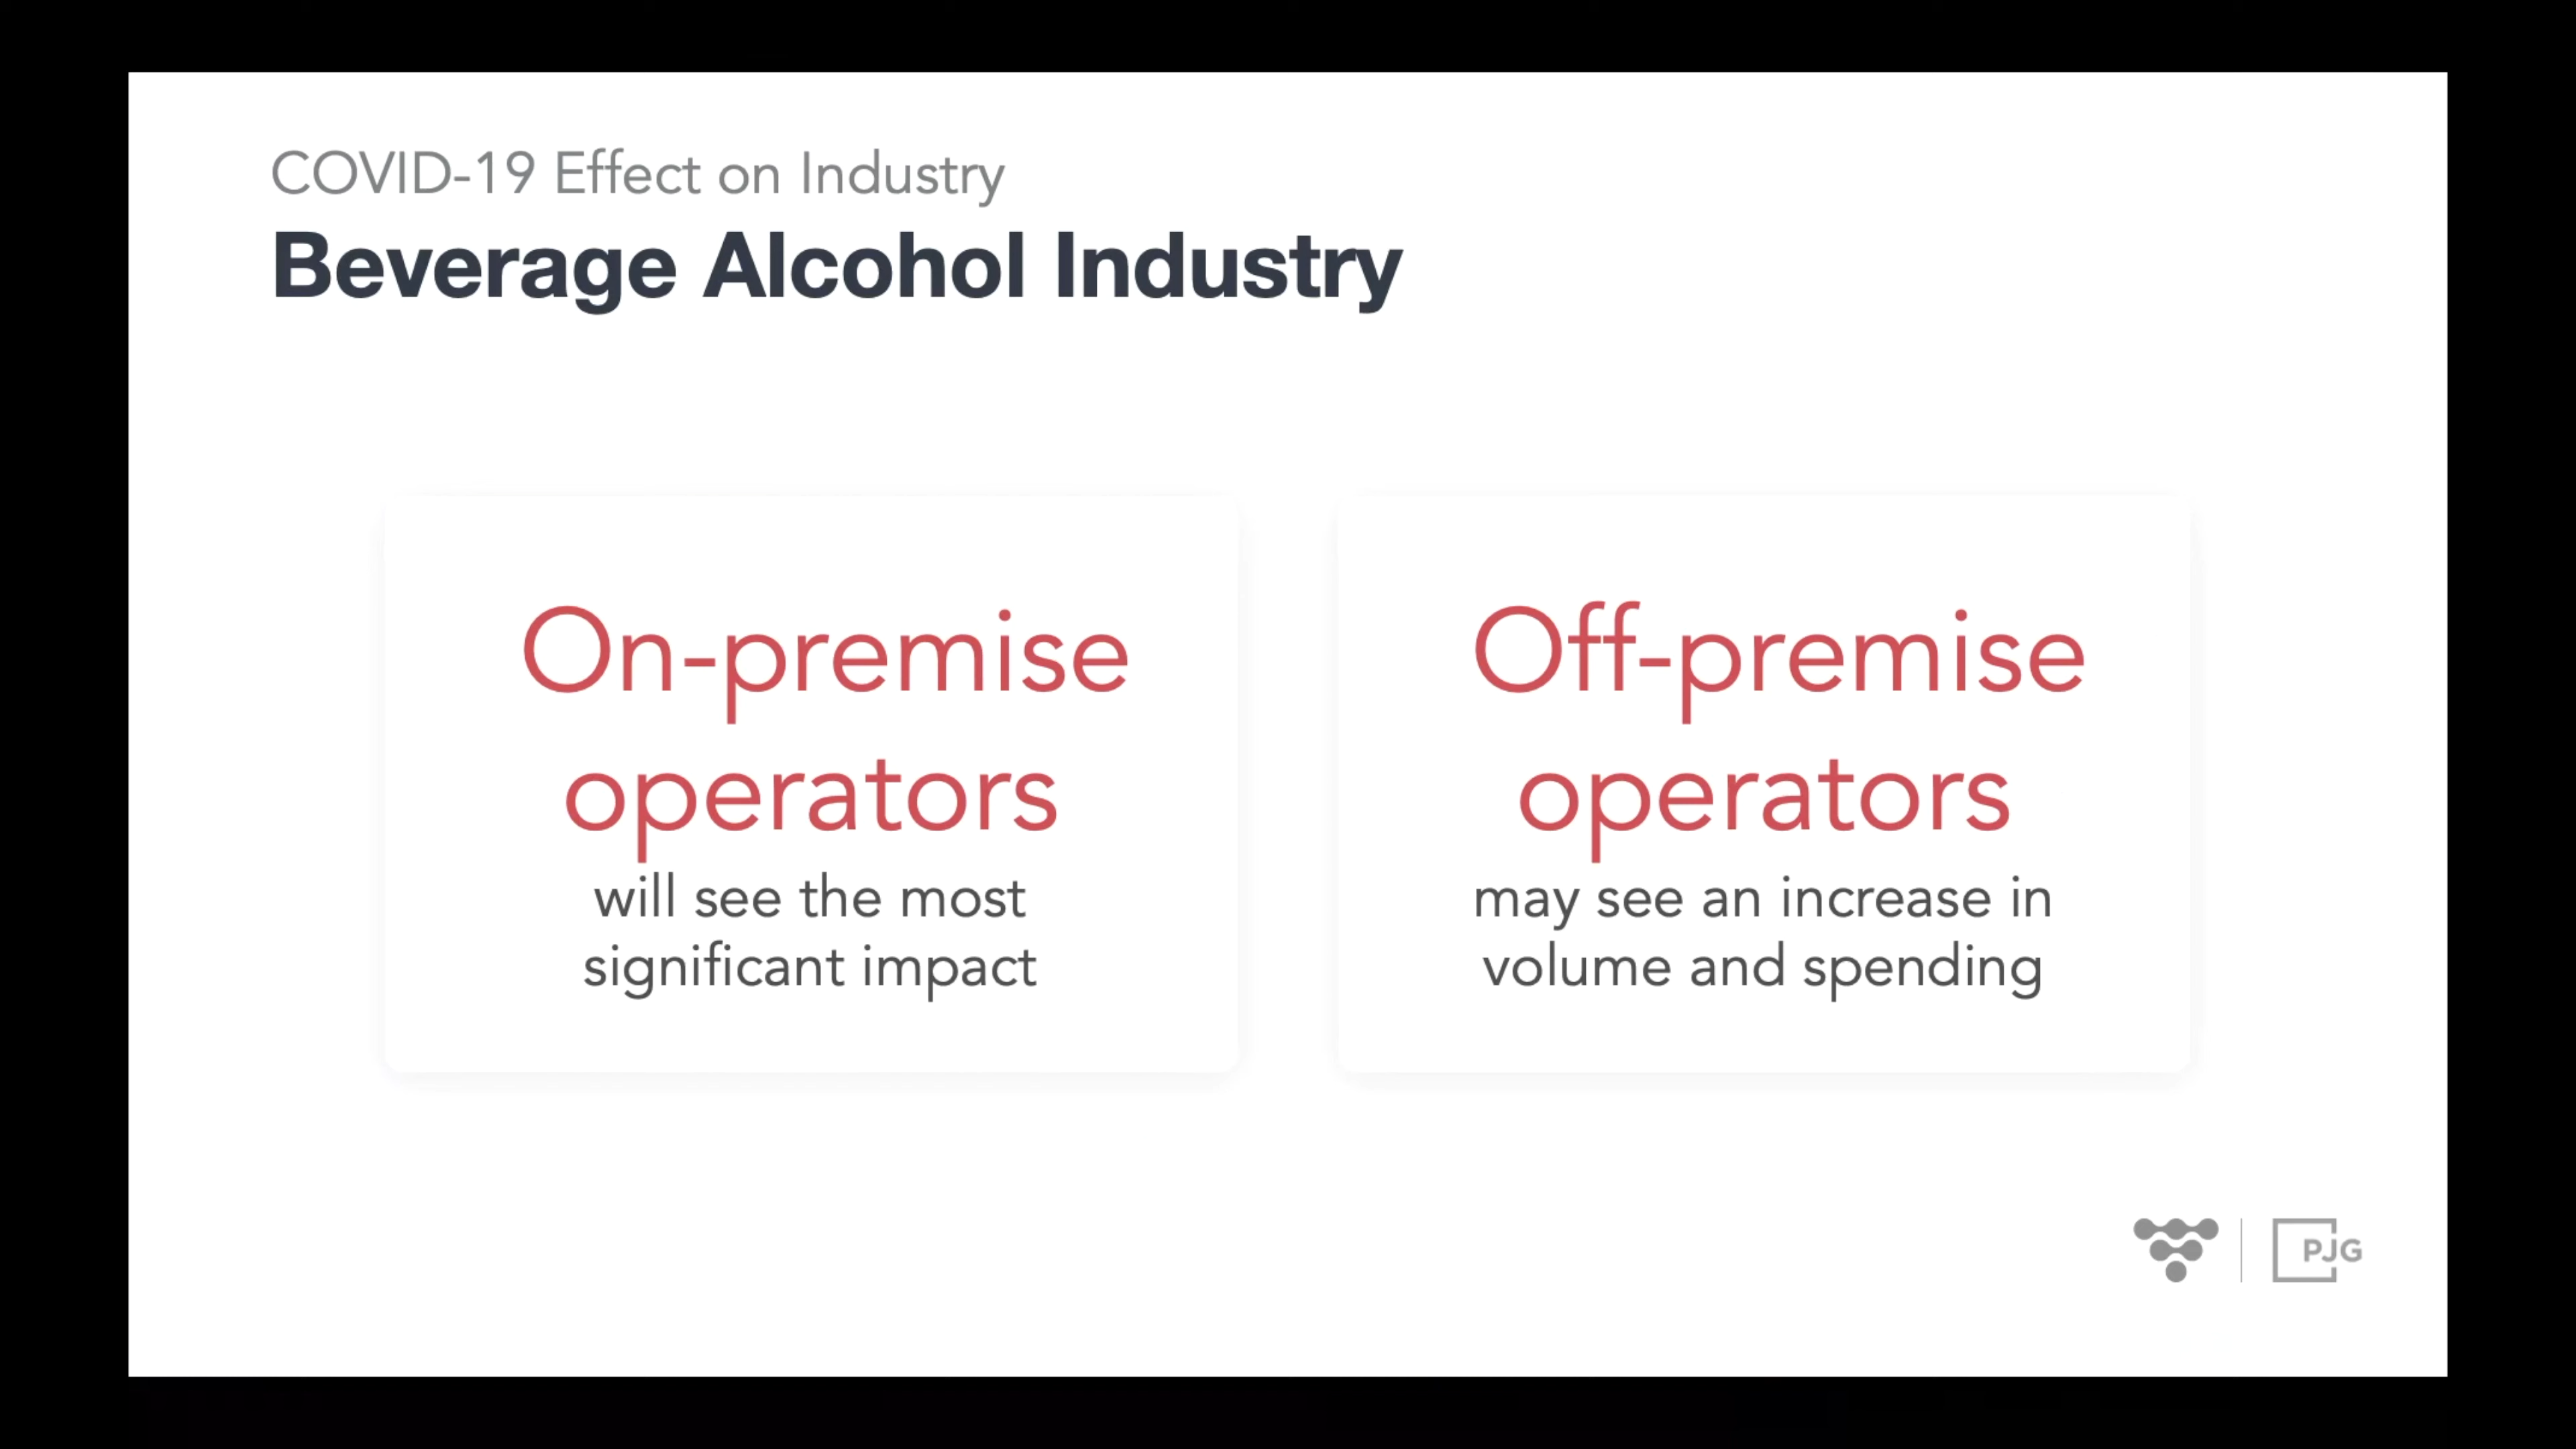 COVID-19 Effect on Industry
Beverage Alcohol Industry
On-premise
operators
will see the most
significant impact
Off-premise
operators
may see an increase in
volume and spending
PJG